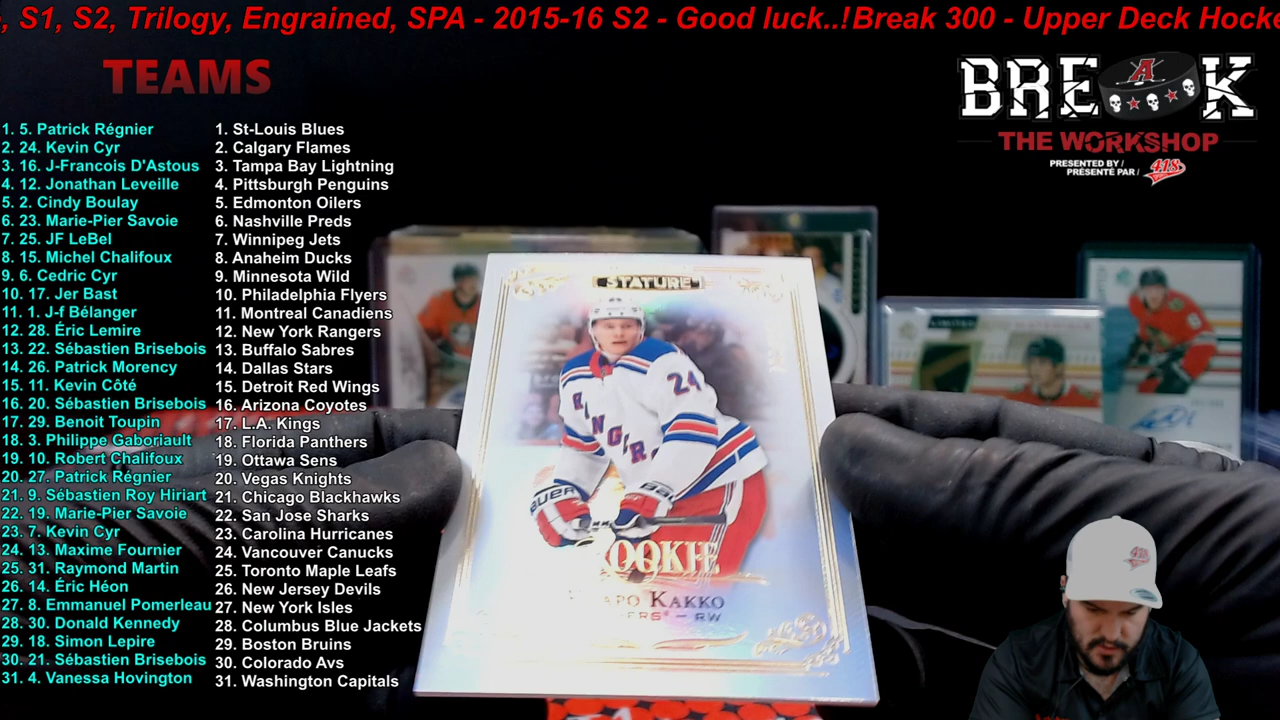 , S1, S2, Trilogy, Engrained, SPA - 2015-16 S2 - Good luck..!Break 300 - Upper Deck Hocke
TEAMS
1. 5. Patrick Régnier
2. 24. Kevin Cyr
3. 16. J-Francois D'Astous
4. 12. Jonathan Leveille
5. 2. Cindy Boulay
6. 23. Marie-Pier Savoie
7. 25. JF LeBel
8. 15. Michel Chalifoux
9. 6. Cedric Cyr
10. 17. Jer Bast
11. 1. J-f Bélanger
12. 28. Éric Lemire
13. 22. Sébastien Brisebois
14. 26. Patrick Morency
15. 11. Kevin Côté
16. 20. Sébastien Brisebois
17. 29. Benoit Toupin
18. 3. Philippe Gaboriault
19. 10. Robert Chalifoux
20. 27. Patrick Régnier
21. 9. Sébastien Roy Hiriart
22. 19. Marie-Pier Savoie
23. 7. Kevin Cyr
24. 13. Maxime Fournier
25. 31. Raymond Martin
26. 14. Éric Héon
27. 8. Emmanuel Pomerleau
28. 30. Donald Kennedy
29. 18. Simon Lepire
30. 21. Sébastien Brisebois
31. 4. Vanessa Hovington
1. St-Louis Blues
2. Calgary Flames
3. Tampa Bay Lightning
4. Pittsburgh Penguins
5. Edmonton Oilers
6. Nashville Preds
7. Winnipeg Jets
8. Anaheim Ducks
9. Minnesota Wild
10. Philadelphia Flyers
11. Montreal Canadiens
12. New York Rangers
13. Buffalo Sabres
14. Dallas Stars
15. Detroit Red Wings
16. Arizona Coyotes
17. L.A. Kings
18. Florida Panthers
19. Ottawa Sens
20. Vegas Knights
21. Chicago Blackhawks
22. San Jose Sharks
23. Carolina Hurricanes
24. Vancouver Canucks
25. Toronto Maple Leafs
26. New Jersey Devils
27. New York Isles
28. Columbus Blue Jackets
29. Boston Bruins
30. Colorado Avs
31. Washington Capitals
BREAK
THE WORKSHOP
PRESENTED BY /
PRÉSENTÉ PAR /
418
STATURE
24
RANGERS
BAUER
ROOKIE
KAKKO
RW